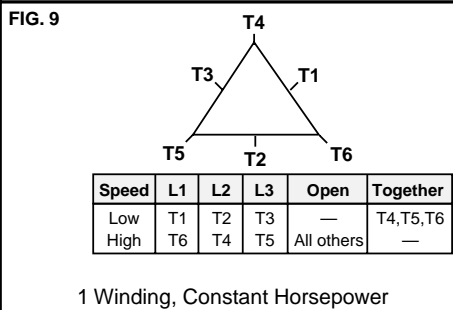 FIG. 9
T4
T3 T1
T5 T2 T6
Speed L1 L2 L3 Open Together
Low T1 T2 T3 — T4,T5,T6
High T6 T4 T5 All others —
1 Winding, Constant Horsepower